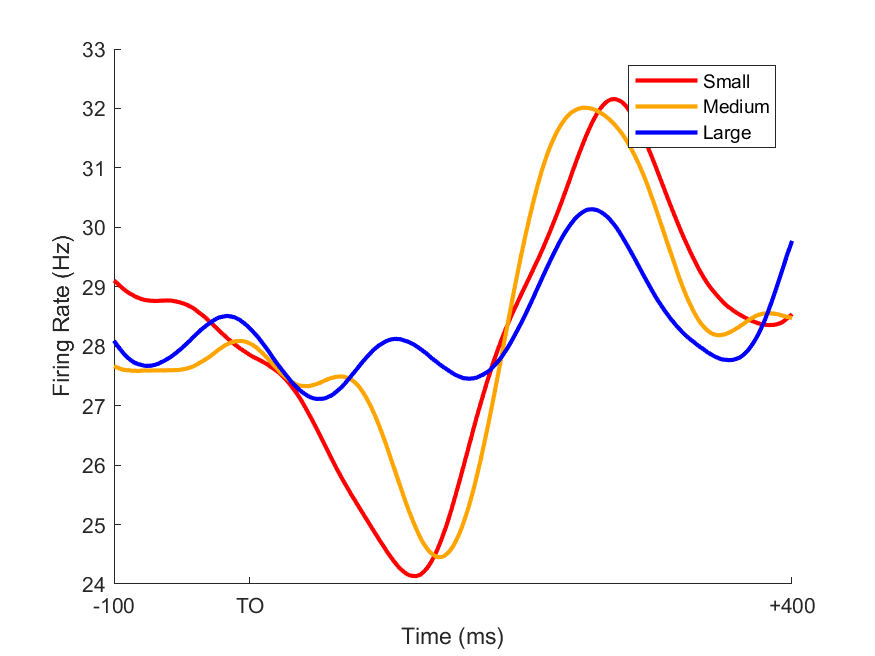 33
32
31
30
29
28
27
26
25
24
Firing Rate (Hz)
Small
Medium
Large
-100
TO
+400
Time (ms)